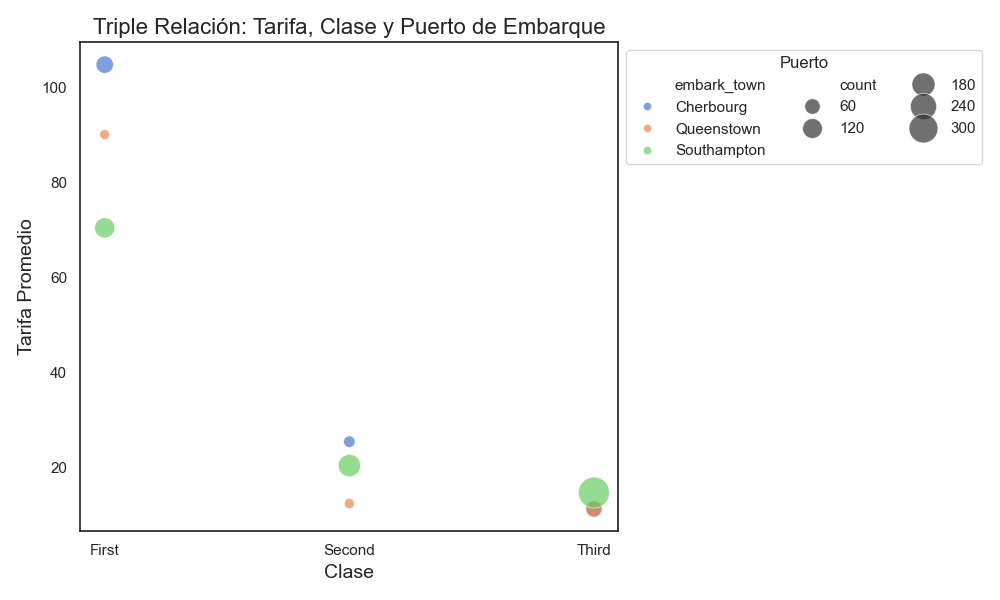 Triple Relación: Tarifa, Clase y Puerto de Embarque
Puerto
embark_town count 180
Cherbourg 60 240
Queenstown 120 300
Southampton
Tarifa Promedio
100
80
60
40
20
First Second Third
Clase